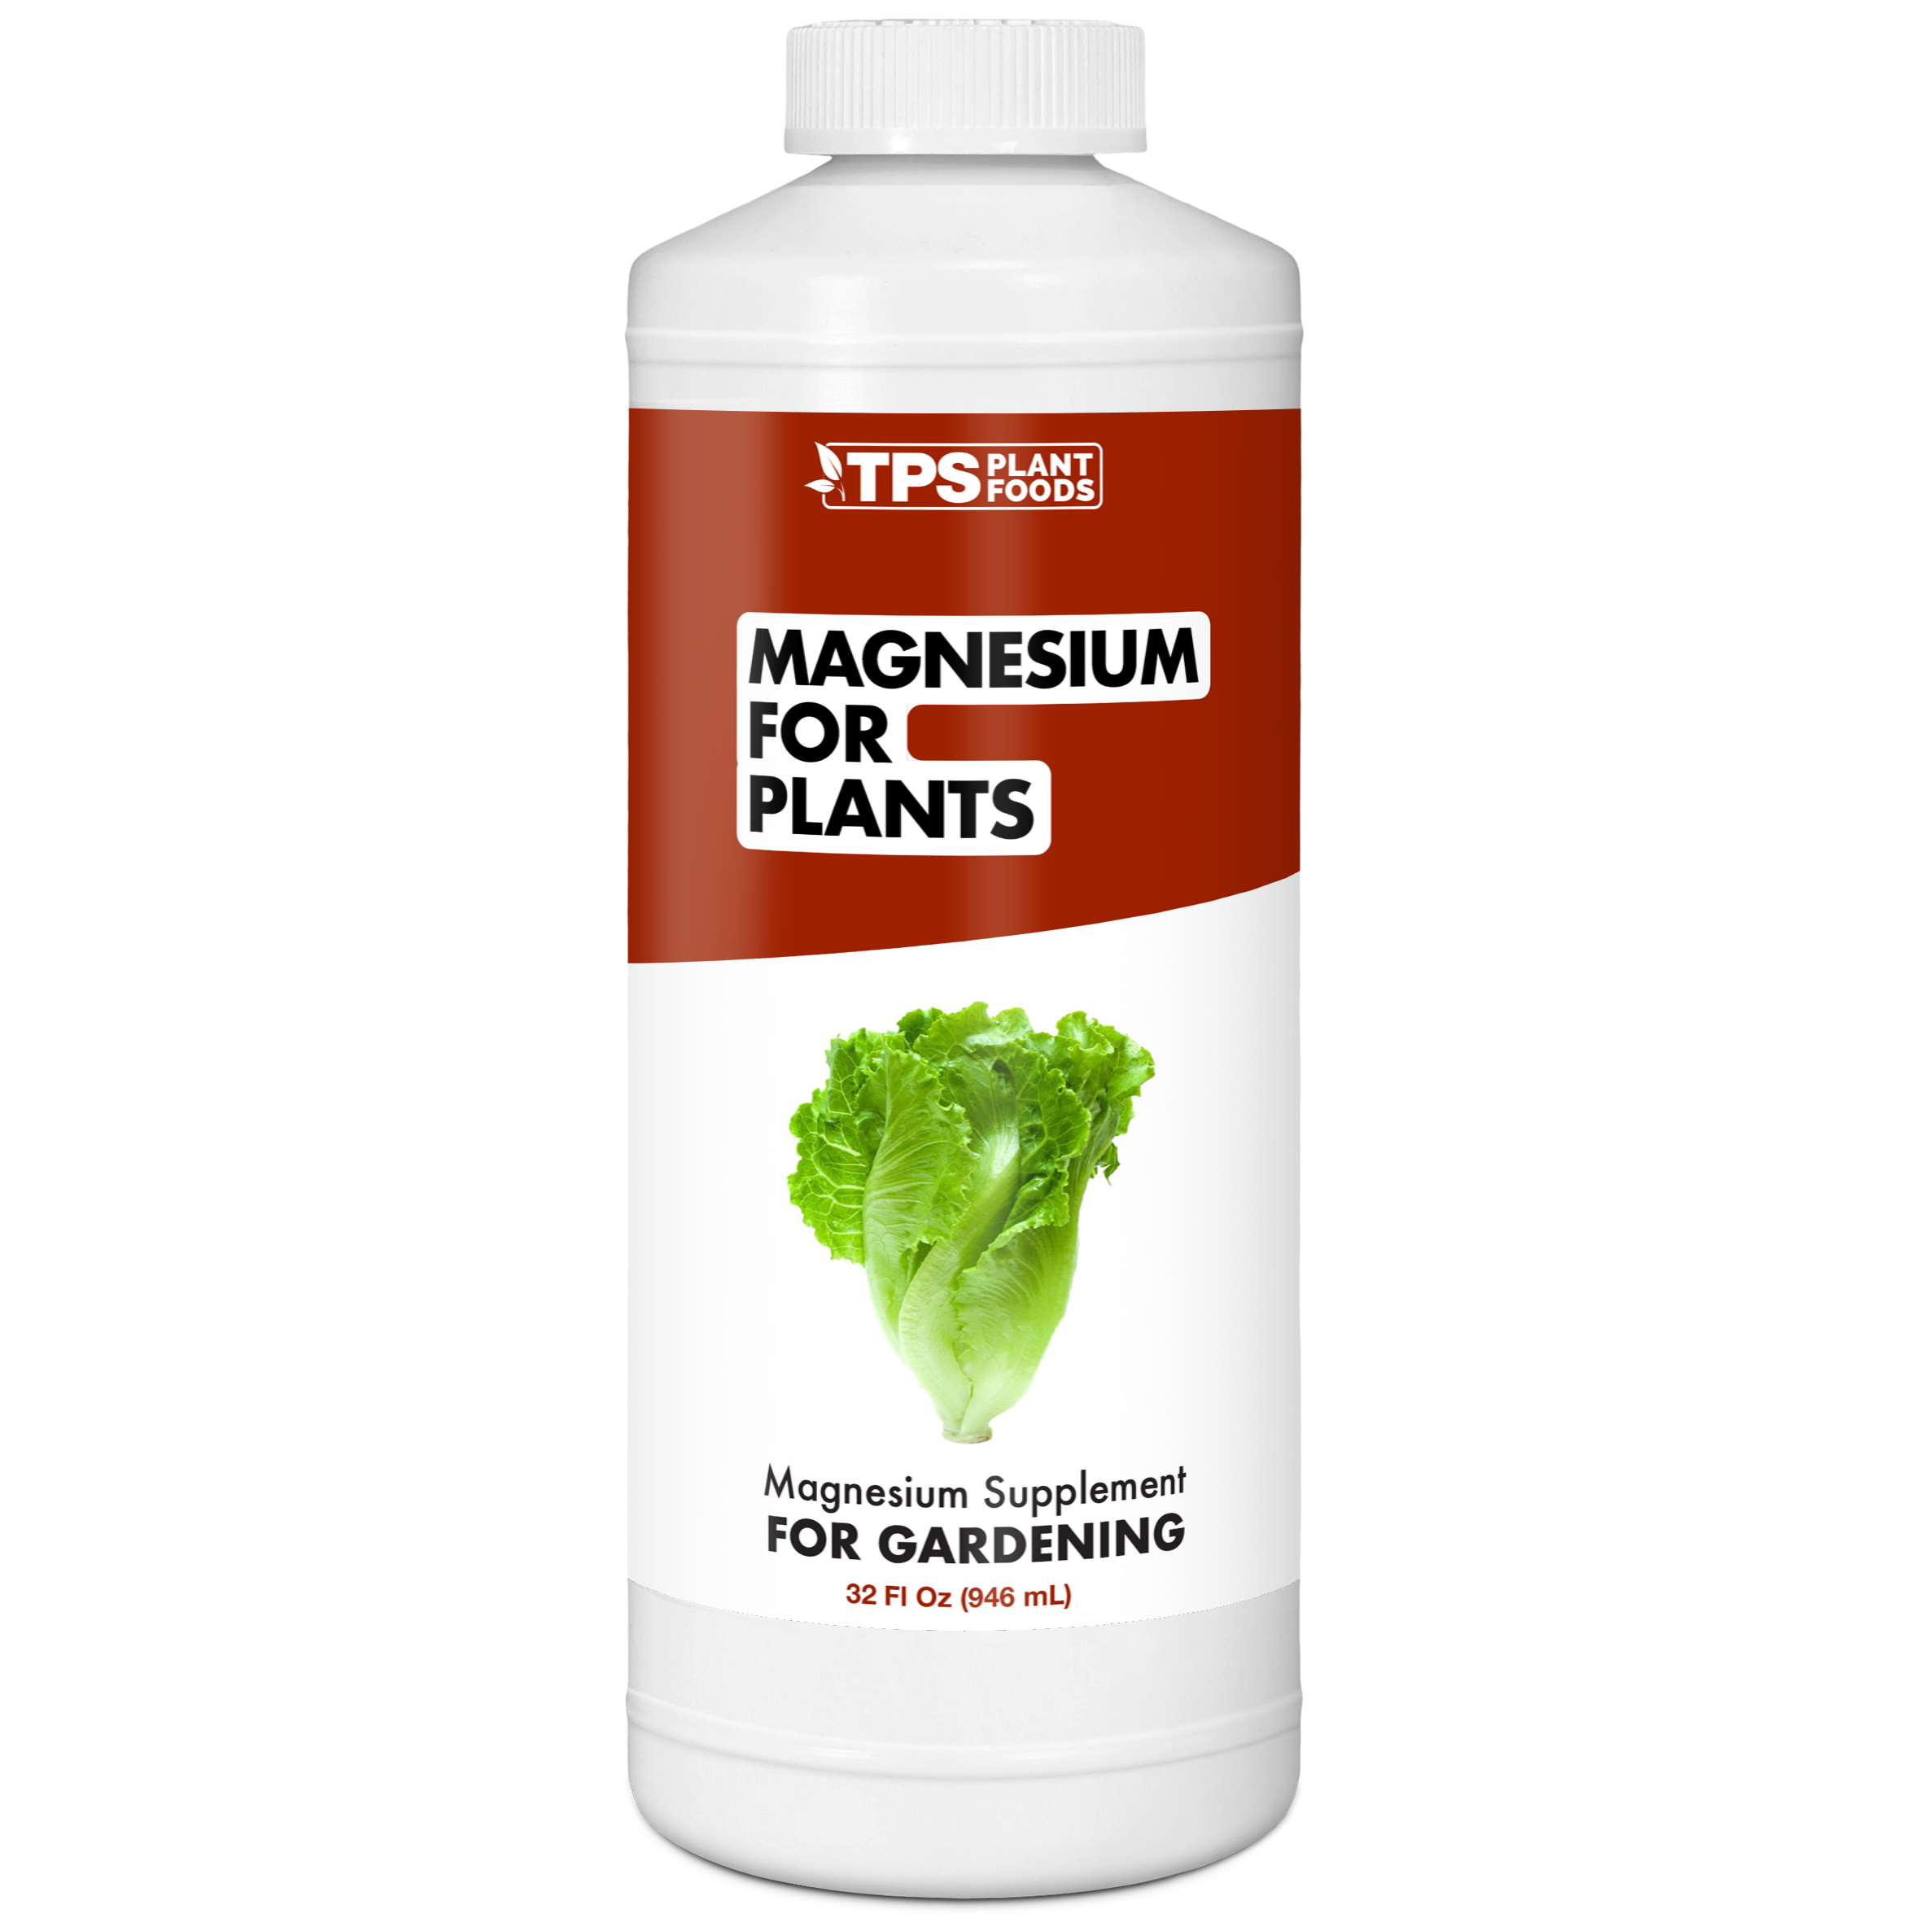 TPS PLANT
FOODS
MAGNESIUM
FOR
PLANTS
Magnesium Supplement
FOR GARDENING
32 Fl Oz (946 mL)